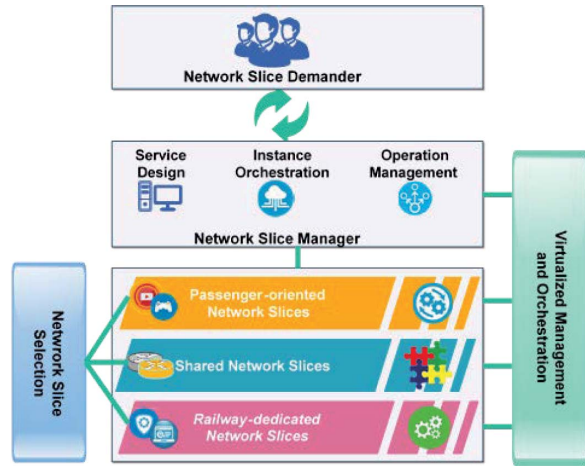 Network Slice Demander
Service
Design
Instance
Orchestration
Operation
Management
Network Slice Manager
Netwrork Slice
Selection
Passenger-oriented
Network Slices
Shared Network Slices
Railway-dedicated
Network Slices
Virtualized Management
and Orchestration